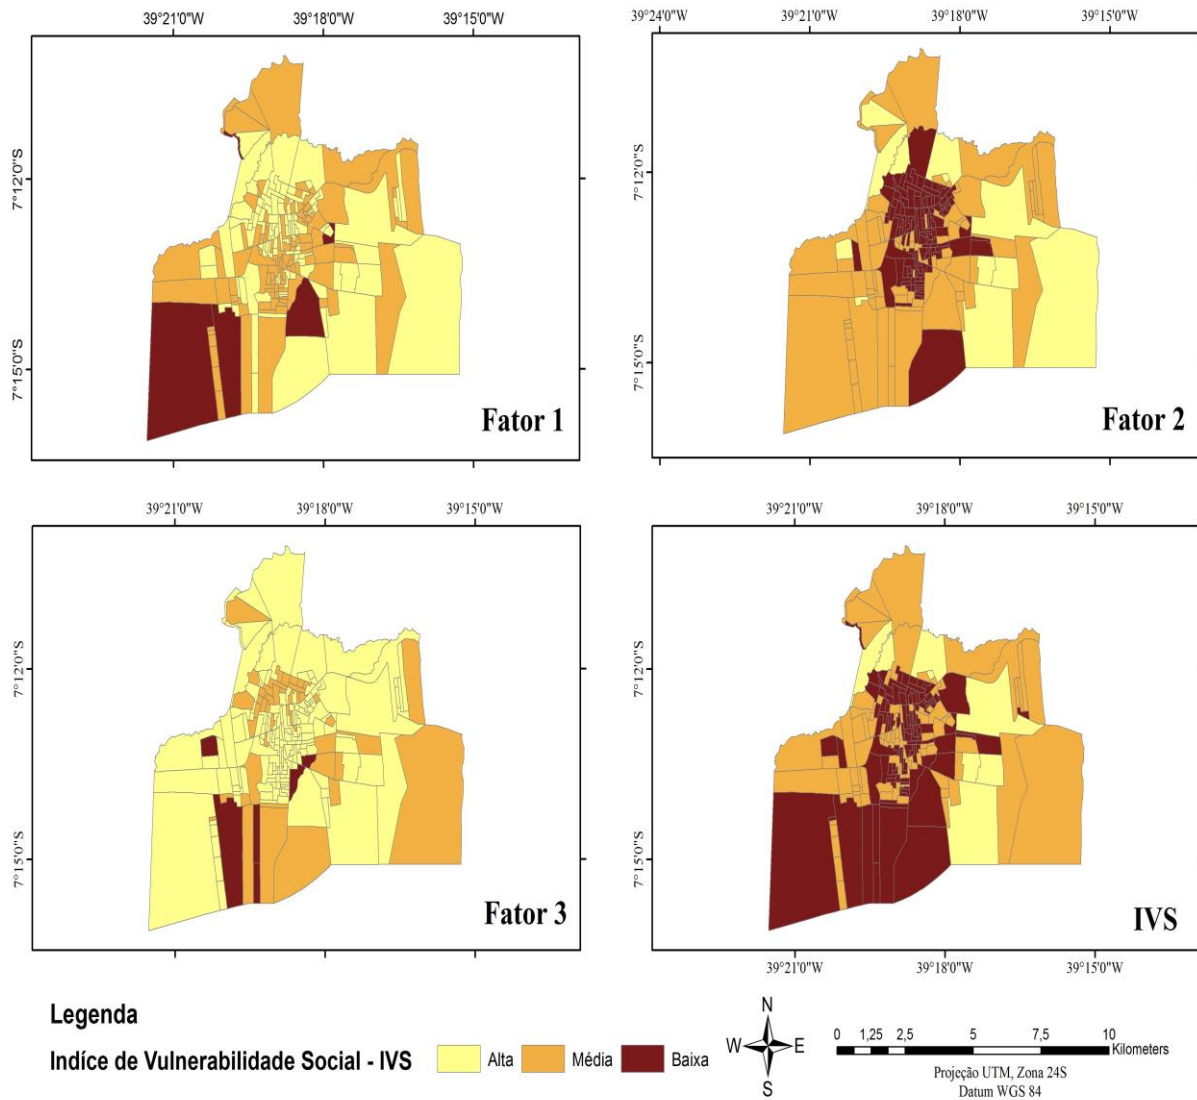 39°21'0"W 39°18'0"W 39°15'0"W
39°24'0"W 39°21'0"W 39°18'0"W 39°15'0"W
7°12'0"S
7°15'0"S
Fator 1
7°12'0"S
7°15'0"S
Fator 2
39°21'0"W 39°18'0"W 39°15'0"W
39°21'0"W 39°18'0"W 39°15'0"W
7°12'0"S
7°15'0"S
Fator 3
7°12'0"S
7°15'0"S
IVS
39°21'0"W 39°18'0"W 39°15'0"W
Legenda
Indíce de Vulnerabilidade Social - IVS
Alta
Média
Baixa
N
W E
S
0 1,25 2,5 5 7,5 10
Kilometers
Projeção UTM, Zona 24S
Datum WGS 84